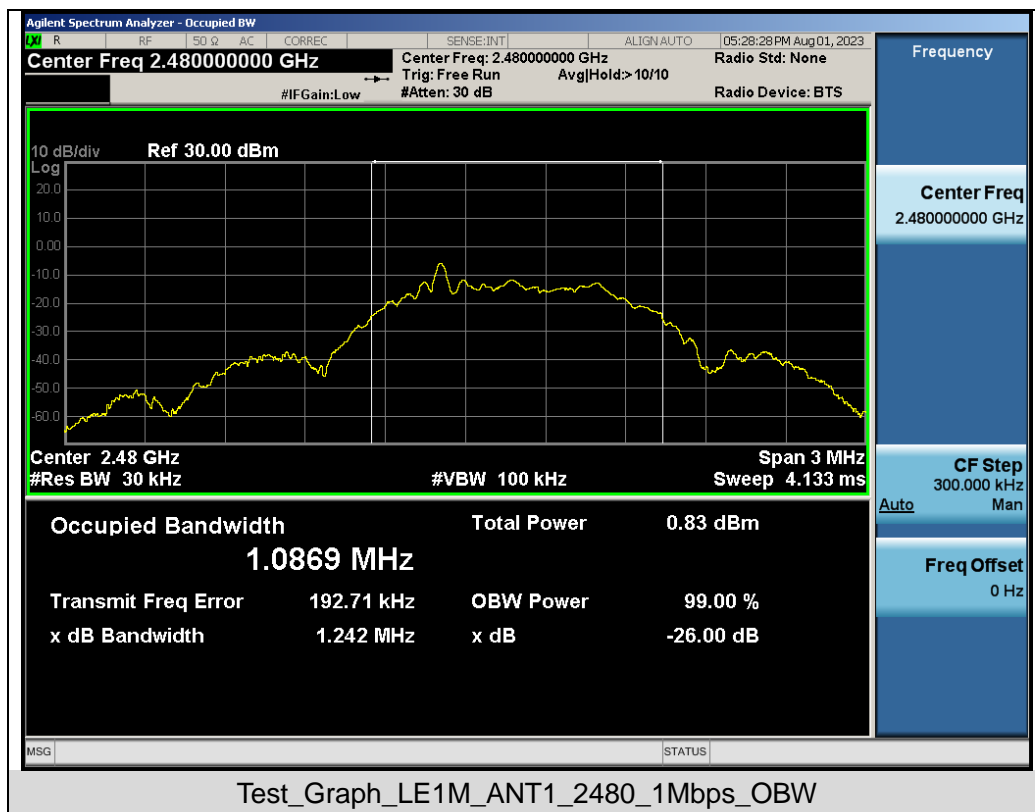 Agilent Spectrum Analyzer - Occupied BW
LXI R RF 50 Ω AC CORREC SENSE:INT ALIGN AUTO 05:28:28 PM Aug 01, 2023
Center Freq 2.480000000 GHz
Center Freq: 2.480000000 GHz
Radio Std: None
Trig: Free Run Avg|Hold:> 10/10
#IFGain:Low #Atten: 30 dB Radio Device: BTS
10 dB/div Ref 30.00 dBm
Log
20.0
10.0
0.00
-10.0
-20.0
-30.0
-40.0
-50.0
-60.0
Center 2.48 GHz Span 3 MHz
#Res BW 30 kHz #VBW 100 kHz Sweep 4.133 ms
Occupied Bandwidth Total Power 0.83 dBm
1.0869 MHz
Transmit Freq Error 192.71 kHz OBW Power 99.00 %
x dB Bandwidth 1.242 MHz x dB -26.00 dB
MSG STATUS
Frequency
Center Freq
2.480000000 GHz
CF Step
300.000 kHz
Auto Man
Freq Offset
0 Hz
Test_Graph_LE1M_ANT1_2480_1Mbps_OBW